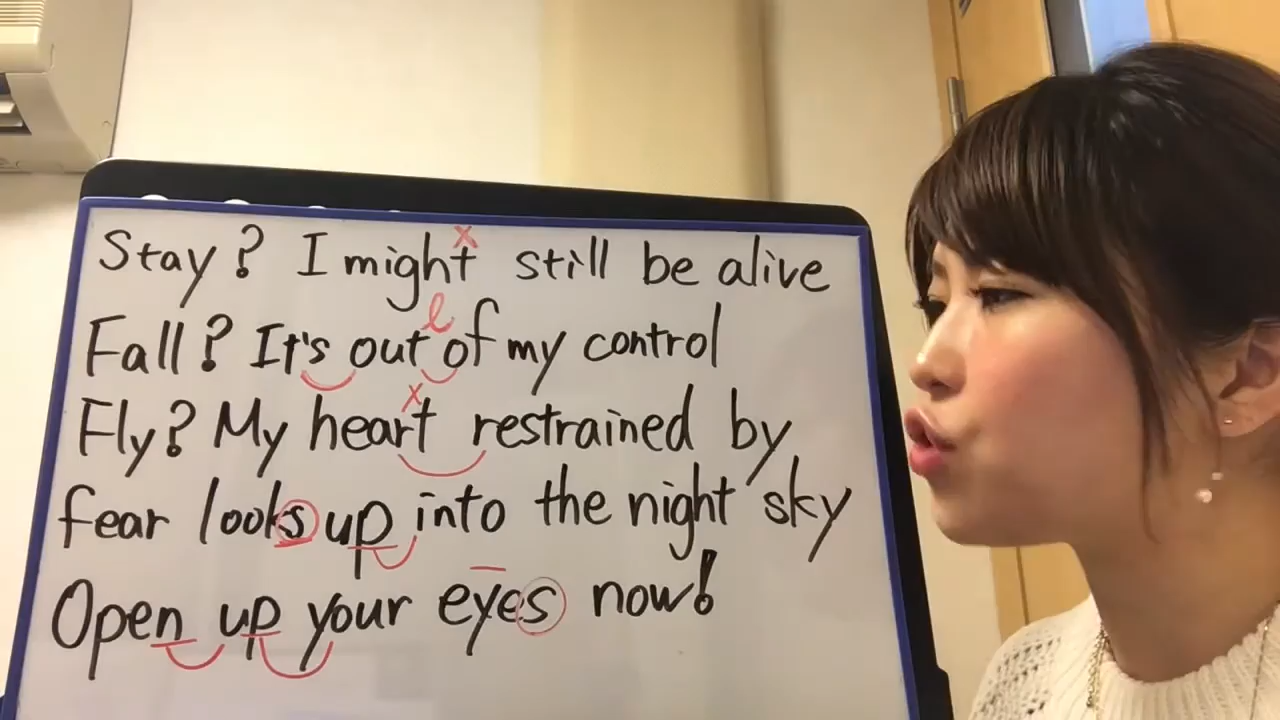 Stay? I might still be alive
Fall? It's out of my control
Fly? My heart restrained by
fear looks up into the night sky
Open up your eyes now!